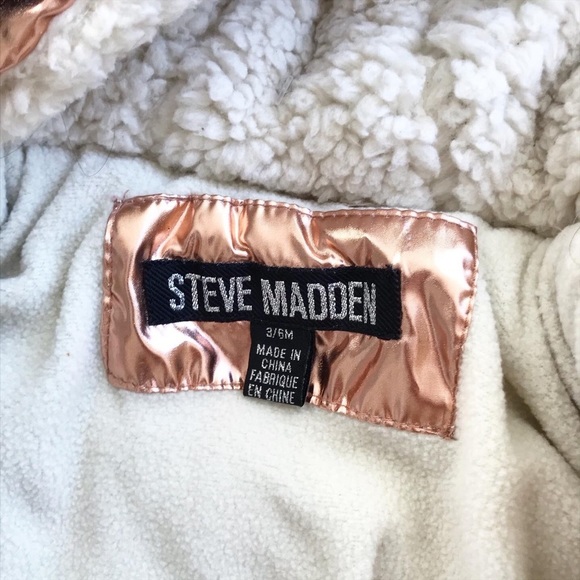 STEVE MADDEN
3/6M
MADE IN
CHINA
FABRIQUE
EN CHINE